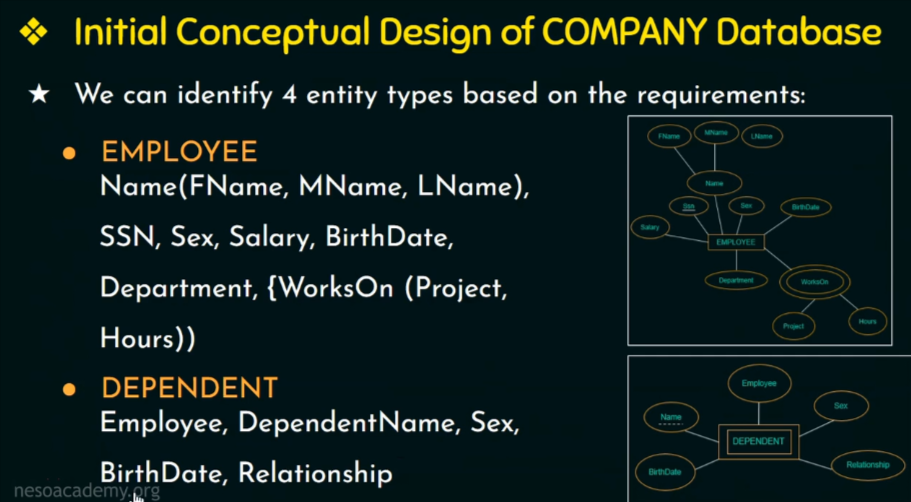 Initial Conceptual Design of COMPANY Database
We can identify 4 entity types based on the requirements:
EMPLOYEE
Name(FName, MName, LName),
SSN, Sex, Salary, BirthDate,
Department, {WorksOn (Project,
Hours))
DEPENDENT
Employee, DependentName, Sex,
BirthDate, Relationship
nesoacademy.org
FName MName LName
Name
SSN Sex BirthDate
Salary
EMPLOYEE
Department WorksOn
Project Hours
Employee
Name Sex
DEPENDENT
BirthDate Relationship